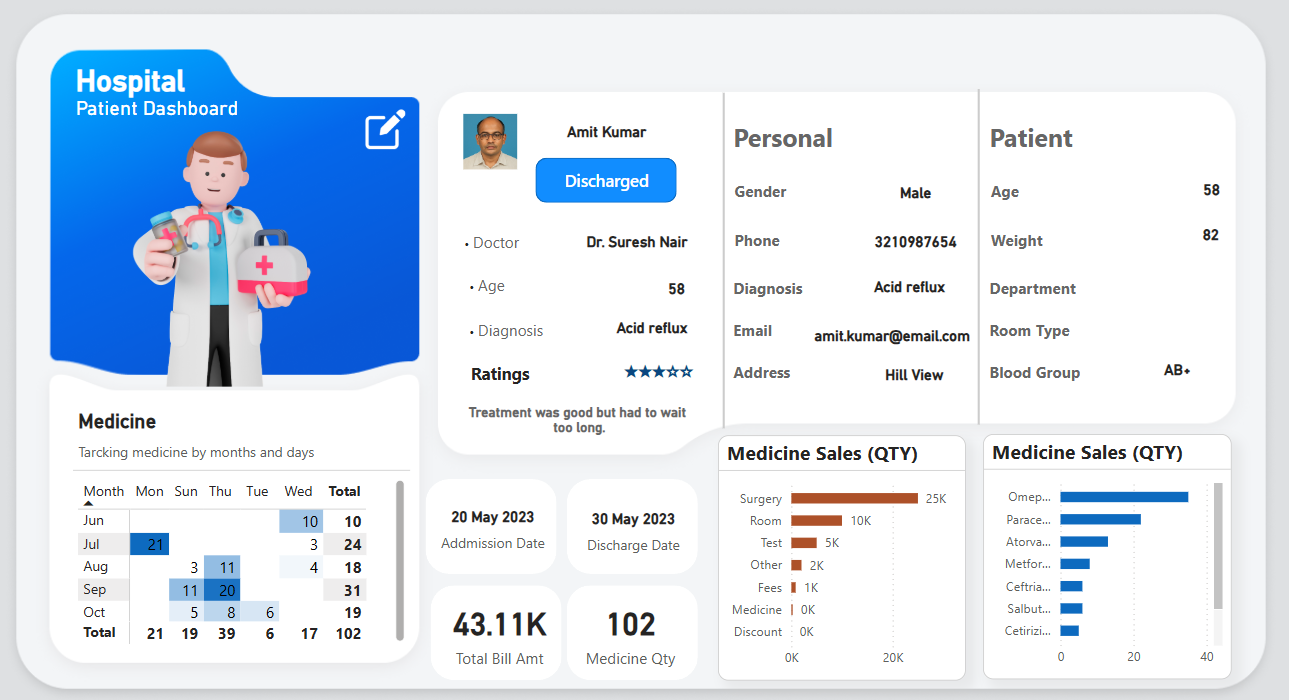 Hospital
Patient Dashboard
Amit Kumar
Discharged
• Doctor Dr. Suresh Nair
• Age 58
• Diagnosis Acid reflux
Ratings ★★★☆☆
Treatment was good but had to wait
too long.
Personal
Gender Male
Phone 3210987654
Diagnosis Acid reflux
Email amit.kumar@email.com
Address Hill View
Patient
Age 58
Weight 82
Department
Room Type
Blood Group AB+
Medicine
Tarcking medicine by months and days
Month Mon Sun Thu Tue Wed Total
Jun 10 10
Jul 21 3 24
Aug 3 11 4 18
Sep 11 20 31
Oct 5 8 6 19
Total 21 19 39 6 17 102
20 May 2023
Addmission Date
30 May 2023
Discharge Date
43.11K
Total Bill Amt
102
Medicine Qty
Medicine Sales (QTY)
Surgery 25K
Room 10K
Test 5K
Other 2K
Fees 1K
Medicine 0K
Discount 0K
0K 20K
Medicine Sales (QTY)
Omep...
Parace...
Atorva...
Metfor...
Ceftria...
Salbut...
Cetirizi...
0 20 40